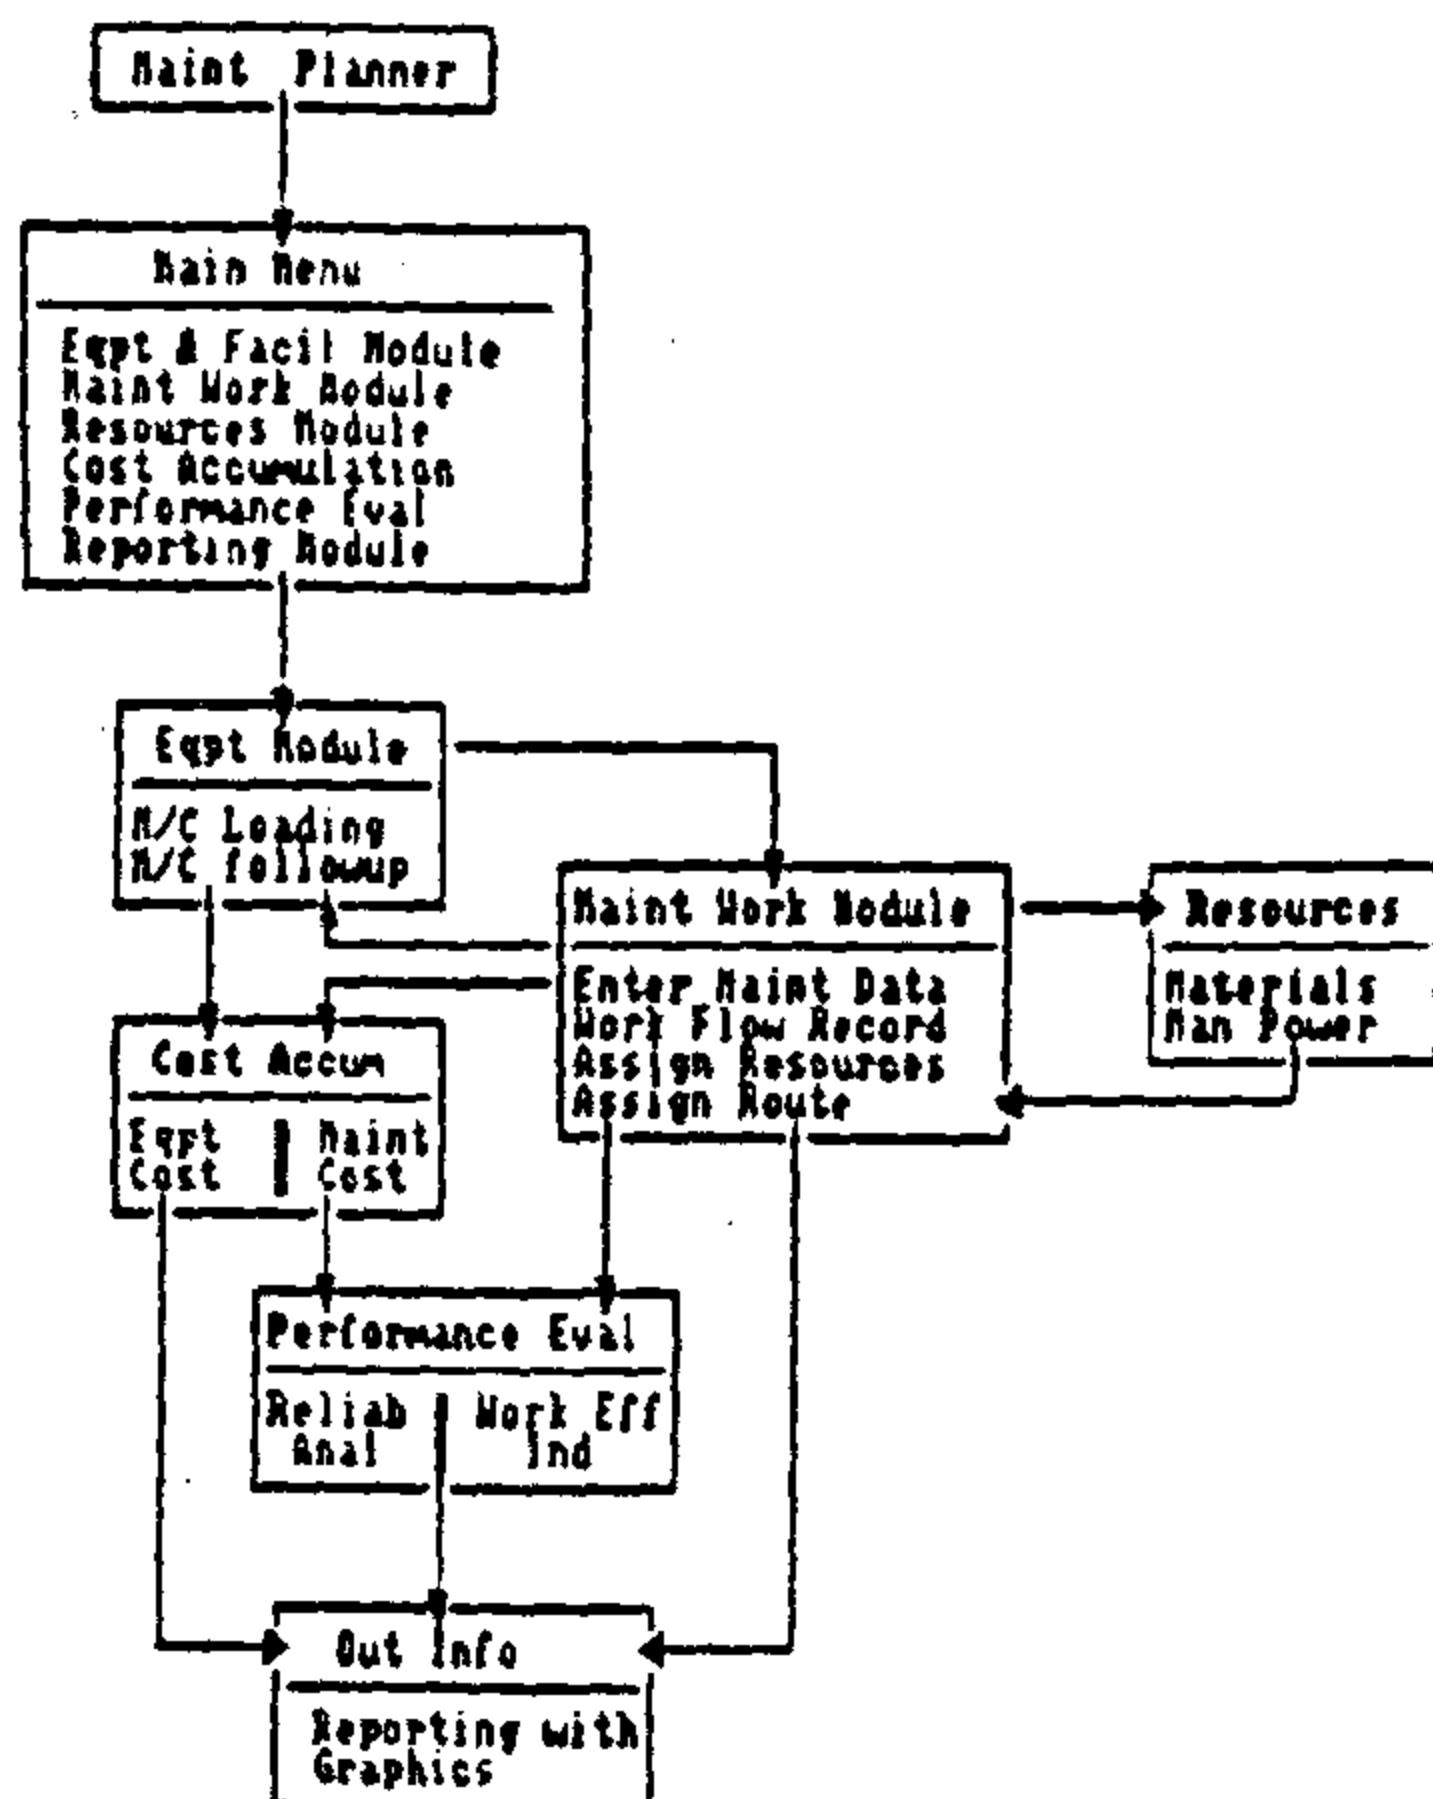 Maint Planner
Main Menu
Eqpt & Facil Module
Maint Work Module
Resources Module
Cost Accumulation
Performance Eval
Reporting Module
Eqpt Module
M/C Loading
M/C followup
Maint Work Module
Enter Maint Data
Work Flow Record
Assign Resources
Assign Route
Resources
Materials
Man Power
Cost Accum
Eqpt
Cost
Maint
Cost
Performance Eval
Reliab
Anal
Work Eff
Ind
Out Info
Reporting with
Graphics